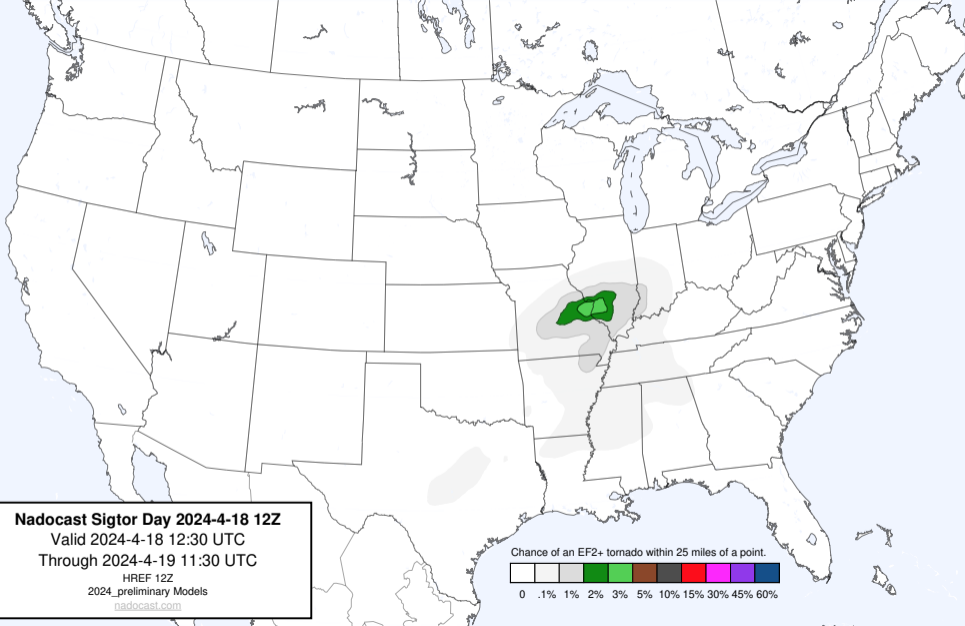 Nadocast Sigtor Day 2024-4-18 12Z
Valid 2024-4-18 12:30 UTC
Through 2024-4-19 11:30 UTC
HREF 12Z
2024_preliminary Models
nadocast.com
Chance of an EF2+ tornado within 25 miles of a point.
0 .1% 1% 2% 3% 5% 10% 15% 30% 45% 60%